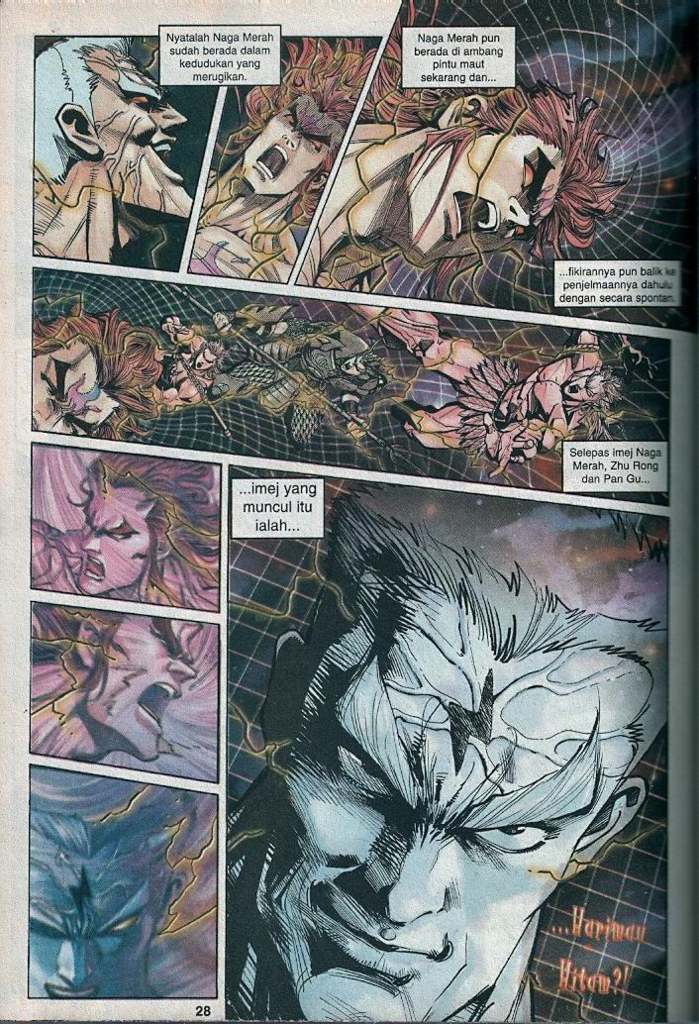 Nyatalah Naga Merah
sudah berada dalam
kedudukan yang
merugikan.
Naga Merah pun
berada di ambang
pintu maut
sekarang dan...
...fikirannya pun balik ke
penjelmaannya dahulu
dengan secara spontan.
Selepas imej Naga
Merah, Zhu Rong
dan Pan Gu...
...imej yang
muncul itu
ialah...
...Hariman
Hitam?!
28